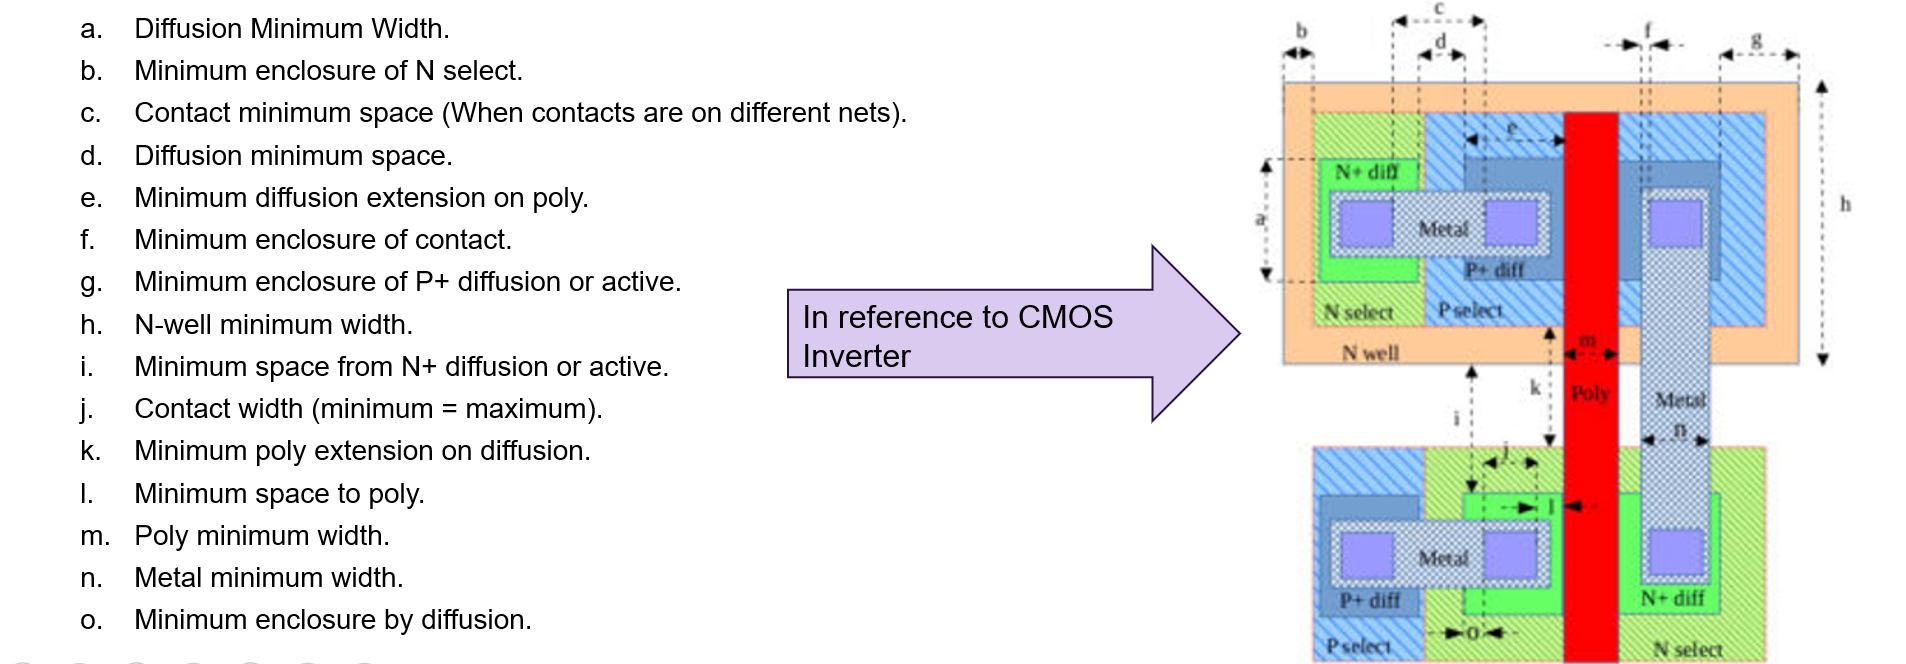 a. Diffusion Minimum Width.
b. Minimum enclosure of N select.
c. Contact minimum space (When contacts are on different nets).
d. Diffusion minimum space.
e. Minimum diffusion extension on poly.
f. Minimum enclosure of contact.
g. Minimum enclosure of P+ diffusion or active.
h. N-well minimum width.
i. Minimum space from N+ diffusion or active.
j. Contact width (minimum = maximum).
k. Minimum poly extension on diffusion.
l. Minimum space to poly.
m. Poly minimum width.
n. Metal minimum width.
o. Minimum enclosure by diffusion.
In reference to CMOS
Inverter
c
b
d
f
g
e
N+ diff
a
Metal
h
P+ diff
N select
P select
N well
m
k
Poly
Metal
i
n
j
l
Metal
P+ diff
N+ diff
o
P select
N select